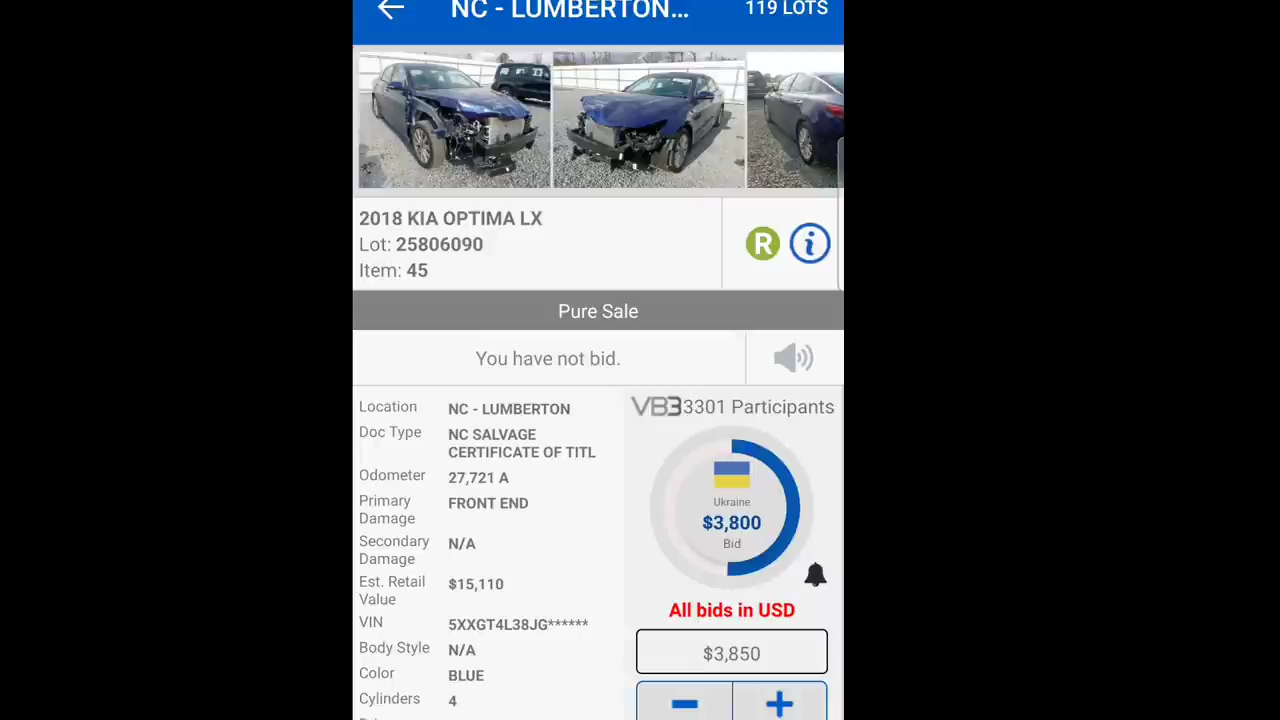 NC - LUMBERTON...
119 LOTS
2018 KIA OPTIMA LX
Lot: 25806090
Item: 45
R
i
Pure Sale
You have not bid.
Location NC - LUMBERTON
Doc Type NC SALVAGE
CERTIFICATE OF TITL
Odometer 27,721 A
Primary
Damage FRONT END
Secondary
Damage N/A
Est. Retail
Value $15,110
VIN 5XXGT4L38JG******
Body Style N/A
Color BLUE
Cylinders 4
VB3 3301 Participants
Ukraine
$3,800
Bid
All bids in USD
$3,850
- +